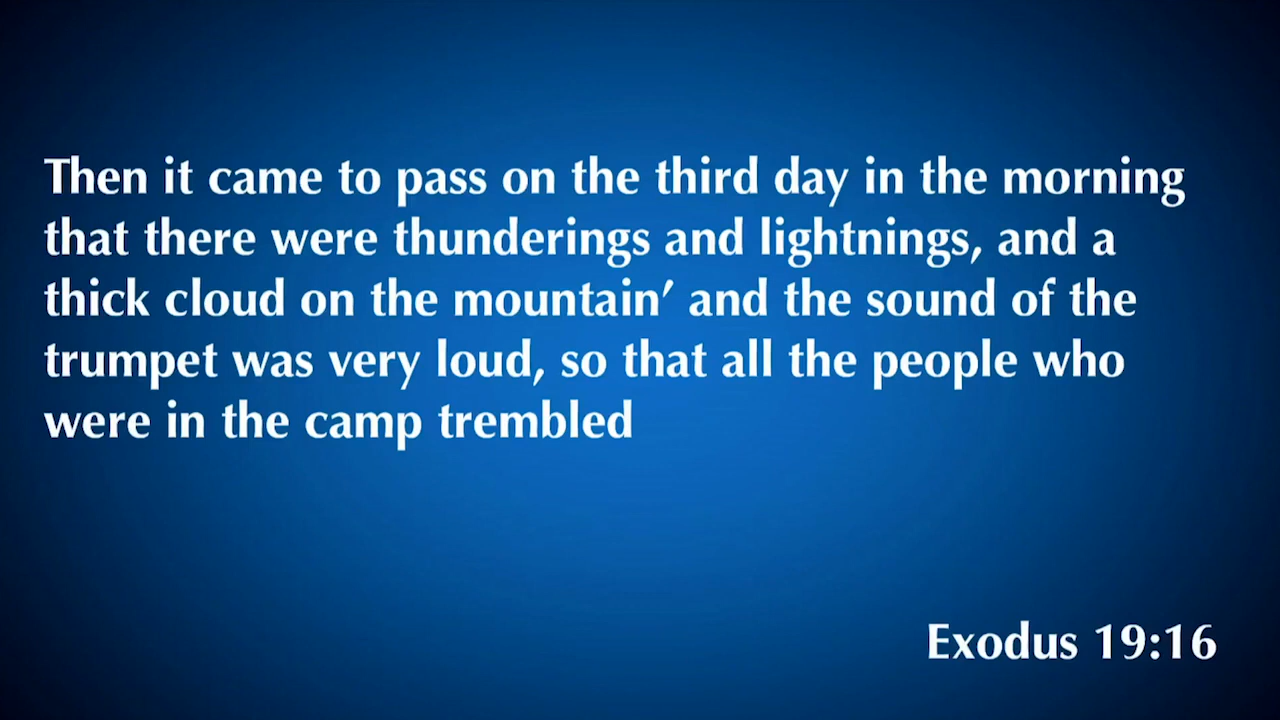 Then it came to pass on the third day in the morning
that there were thunderings and lightnings, and a
thick cloud on the mountain’ and the sound of the
trumpet was very loud, so that all the people who
were in the camp trembled
Exodus 19:16